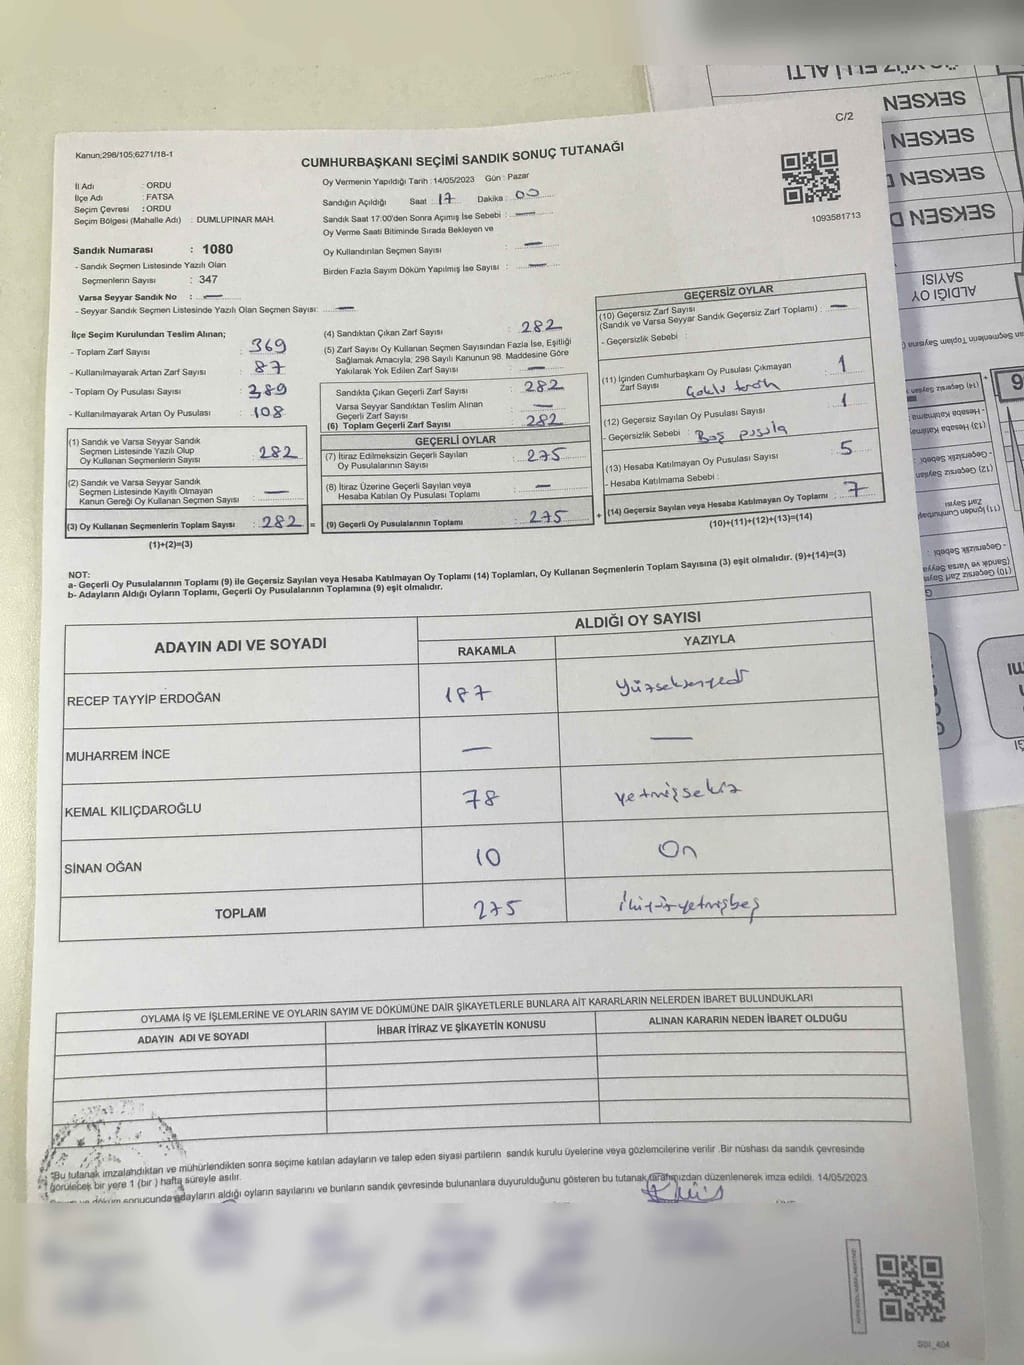 C/2
Kanun;298/105;6271/18-1
CUMHURBAŞKANI SEÇİMİ SANDIK SONUÇ TUTANAĞI
İl Adı : ORDU
İlçe Adı : FATSA
Seçim Çevresi : ORDU
Seçim Bölgesi (Mahalle Adı) : DUMLUPINAR MAH.
Oy Vermenin Yapıldığı Tarih : 14/05/2023 Gün : Pazar
Sandığın Açıldığı Saat : 17 Dakika : 00
Sandık Saat 17:00'den Sonra Açımış İse Sebebi : —
Oy Verme Saati Bitiminde Sırada Bekleyen ve
Oy Kullandırılan Seçmen Sayısı : —
Birden Fazla Sayım Döküm Yapılmış İse Sayısı : —
1093581713
Sandık Numarası : 1080
- Sandık Seçmen Listesinde Yazılı Olan
Seçmenlerin Sayısı : 347
Varsa Seyyar Sandık No : —
- Seyyar Sandık Seçmen Listesinde Yazılı Olan Seçmen Sayısı: —
İlçe Seçim Kurulundan Teslim Alınan;
- Toplam Zarf Sayısı : 369
- Kullanılmayarak Artan Zarf Sayısı : 87
- Toplam Oy Pusulası Sayısı : 389
- Kullanılmayarak Artan Oy Pusulası : 108
(1) Sandık ve Varsa Seyyar Sandık
Seçmen Listesinde Yazılı Olup
Oy Kullanan Seçmenlerin Sayısı : 282
(2) Sandık ve Varsa Seyyar Sandık
Seçmen Listesinde Kayıtlı Olmayan
Kanun Gereği Oy Kullanan Seçmen Sayısı : —
(3) Oy Kullanan Seçmenlerin Toplam Sayısı : 282 =
(1)+(2)=(3)
(4) Sandıktan Çıkan Zarf Sayısı : 282
(5) Zarf Sayısı Oy Kullanan Seçmen Sayısından Fazla İse, Eşitliği
Sağlamak Amacıyla, 298 Sayılı Kanunun 98. Maddesine Göre
Yakılarak Yok Edilen Zarf Sayısı : —
Sandıkta Çıkan Geçerli Zarf Sayısı : 282
Varsa Seyyar Sandıktan Teslim Alınan
Geçerli Zarf Sayısı : —
(6) Toplam Geçerli Zarf Sayısı : 282
GEÇERLİ OYLAR
(7) İtiraz Edilmeksizin Geçerli Sayılan
Oy Pusulalarının Sayısı : 275
(8) İtiraz Üzerine Geçerli Sayılan veya
Hesaba Katılan Oy Pusulası Toplamı : —
(9) Geçerli Oy Pusulalarının Toplamı : 275 +
GEÇERSİZ OYLAR
(10) Geçersiz Zarf Sayısı
(Sandık ve Varsa Seyyar Sandık Geçersiz Zarf Toplamı) : —
- Geçersizlik Sebebi :
(11) İçinden Cumhurbaşkanı Oy Pusulası Çıkmayan
Zarf Sayısı : 1
Çoklu tercih
(12) Geçersiz Sayılan Oy Pusulası Sayısı : 1
- Geçersizlik Sebebi : Boş pusula
(13) Hesaba Katılmayan Oy Pusulası Sayısı : 5
- Hesaba Katılmama Sebebi :
(14) Geçersiz Sayılan veya Hesaba Katılmayan Oy Toplamı : 7
(10)+(11)+(12)+(13)=(14)
NOT:
a- Geçerli Oy Pusulalarının Toplamı (9) ile Geçersiz Sayılan veya Hesaba Katılmayan Oy Toplamı (14) Toplamları, Oy Kullanan Seçmenlerin Toplam Sayısına (3) eşit olmalıdır. (9)+(14)=(3)
b- Adayların Aldığı Oyların Toplamı, Geçerli Oy Pusulalarının Toplamına (9) eşit olmalıdır.
ADAYIN ADI VE SOYADI ALDIĞI OY SAYISI
RAKAMLA YAZIYLA
RECEP TAYYİP ERDOĞAN 187 Yüzseksenyedi
MUHARREM İNCE — —
KEMAL KILIÇDAROĞLU 78 yetmişsekiz
SİNAN OĞAN 10 On
TOPLAM 275 ikiyüzyetmişbeş
OYLAMA İŞ VE İŞLEMLERİNE VE OYLARIN SAYIM VE DÖKÜMÜNE DAİR ŞİKAYETLERLE BUNLARA AİT KARARLARIN NELERDEN İBARET BULUNDUKLARI
ADAYIN ADI VE SOYADI İHBAR İTİRAZ VE ŞİKAYETİN KONUSU ALINAN KARARIN NEDEN İBARET OLDUĞU
"Bu tutanak imzalandıktan ve mühürlendikten sonra seçime katılan adayların ve talep eden siyasi partilerin sandık kurulu üyelerine veya gözlemcilerine verilir .Bir nüshası da sandık çevresinde
görülecek bir yere 1 (bir ) hafta süreyle asılır.
döküm sonucunda adayların aldığı oyların sayılarını ve bunların sandık çevresinde bulunanlara duyurulduğunu gösteren bu tutanak tarafımızdan düzenlenerek imza edildi. 14/05/2023
SEKSEN
SEKSEN
SEKSEN
SEKSEN
ALDIĞI OY
SAYISI